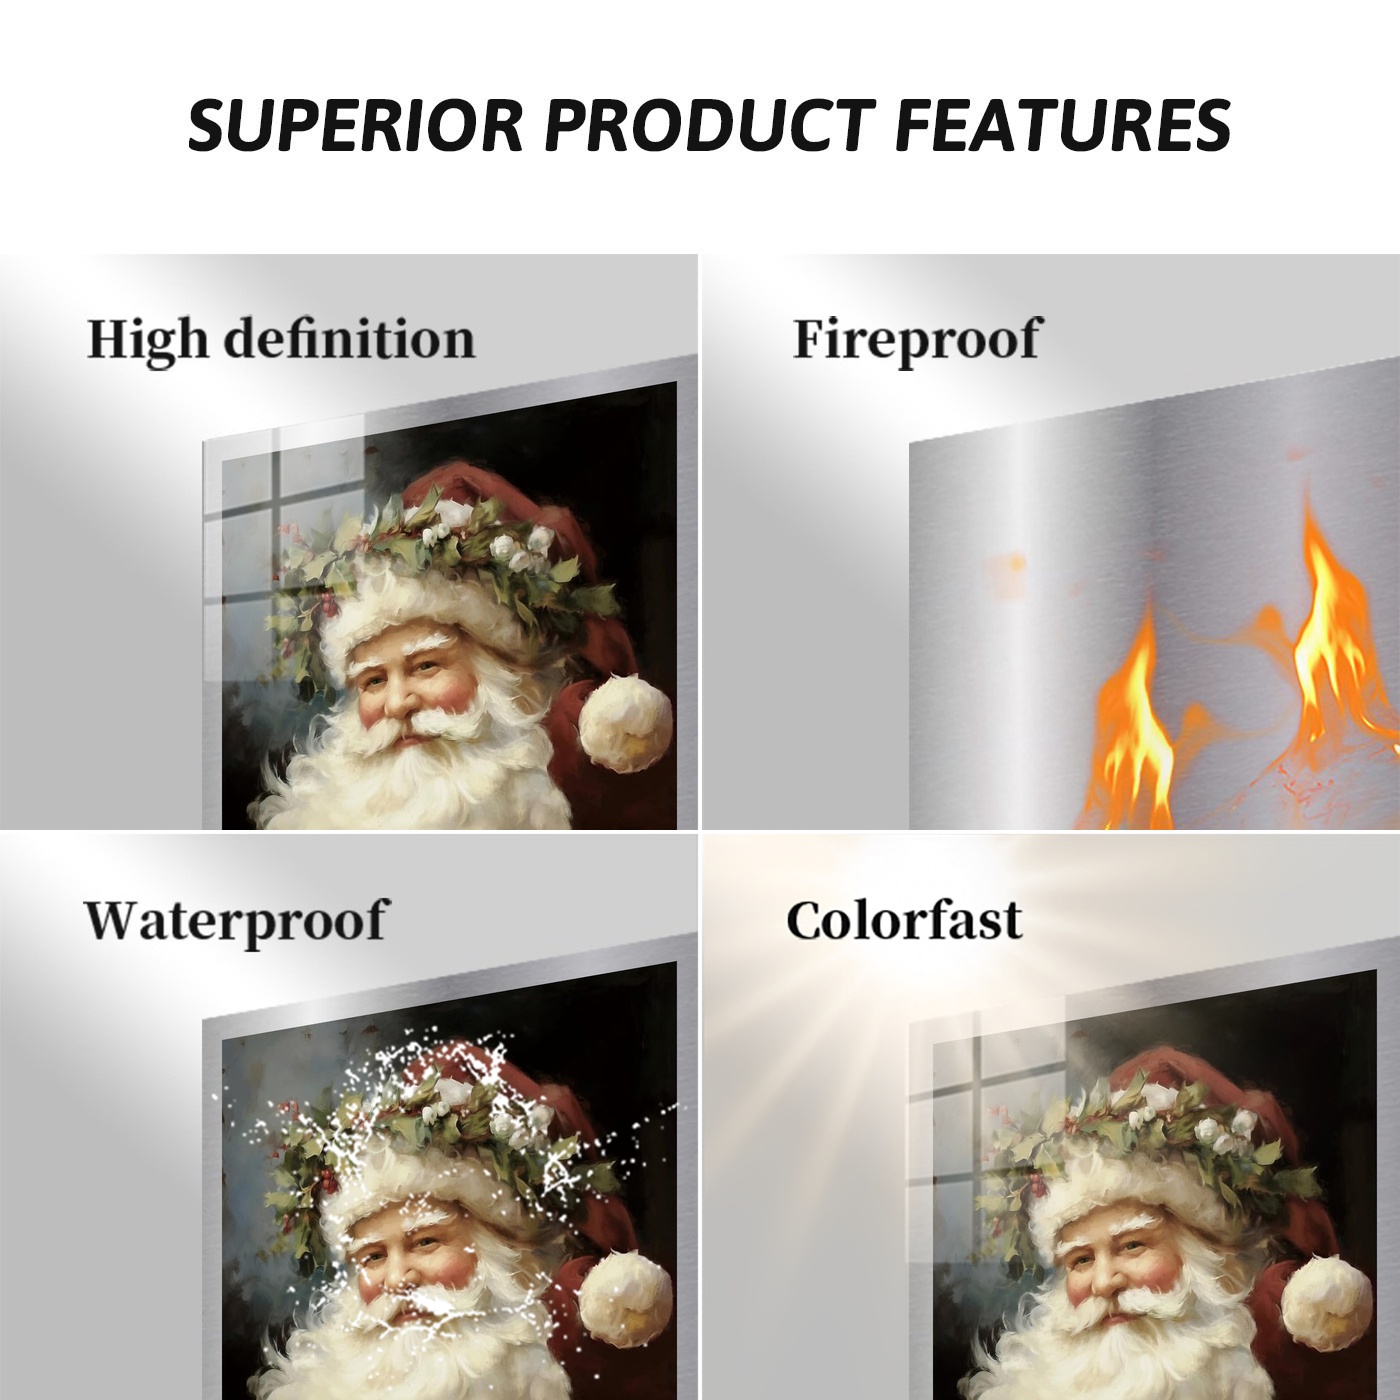 SUPERIOR PRODUCT FEATURES
High definition
Fireproof
Waterproof
Colorfast